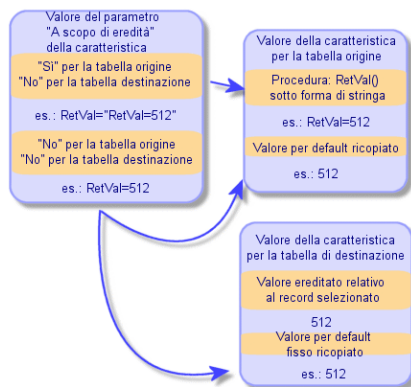 Valore del parametro
"A scopo di eredità"
della caratteristica
"Sì" per la tabella origine
"No" per la tabella destinazione
es.: RetVal="RetVal=512"
"No" per la tabella origine
"No" per la tabella destinazione
es.: RetVal=512
Valore della caratteristica
per la tabella origine
Procedura: RetVal()
sotto forma di stringa
es.: RetVal=512
Valore per default ricopiato
es.: 512
Valore della caratteristica
per la tabella di destinazione
Valore ereditato relativo
al record selezionato
512
Valore per default
fisso ricopiato
es.: 512